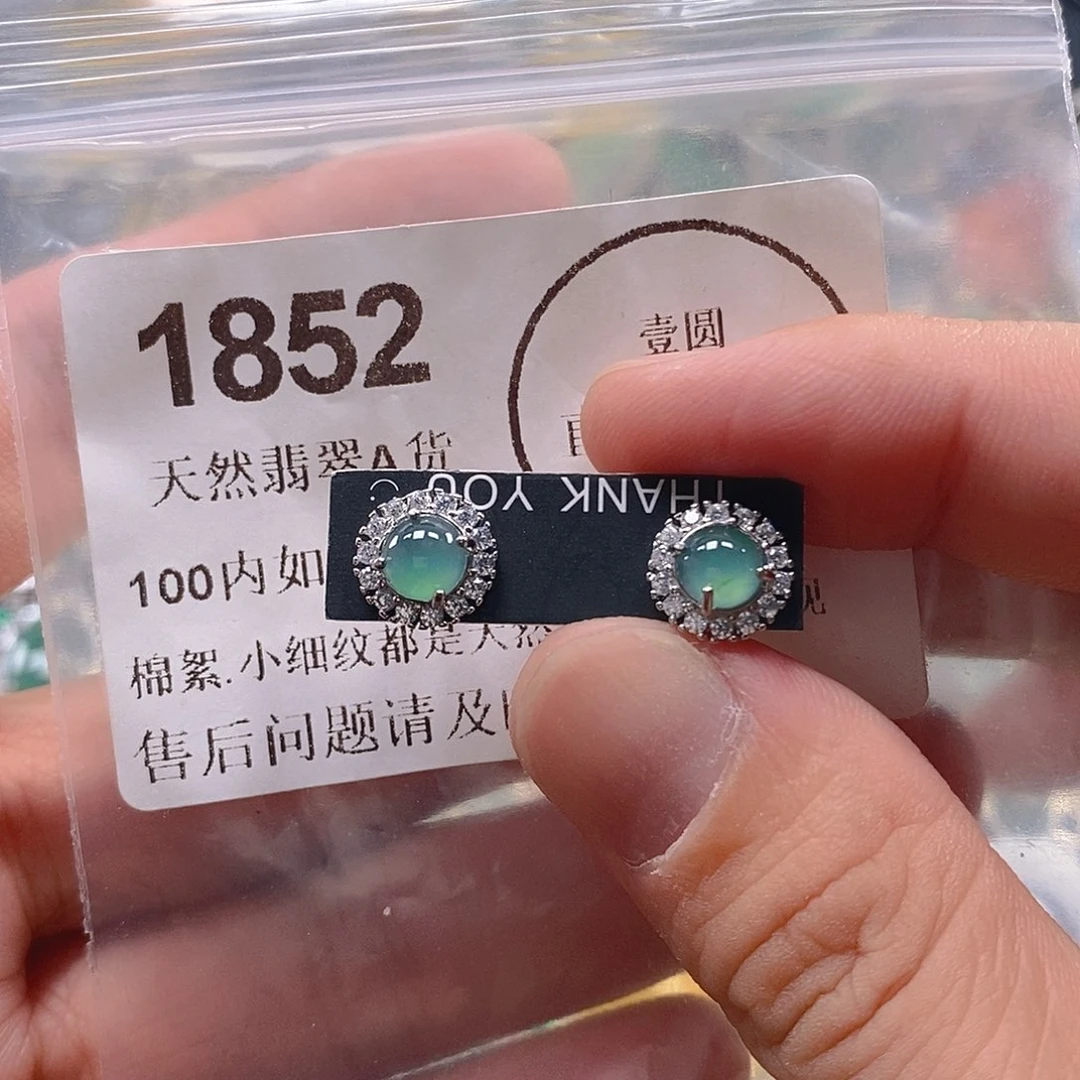 1852
壹圆
天然翡翠A货
THANK YOU
100内如
棉絮.小细纹都是天然
售后问题请及